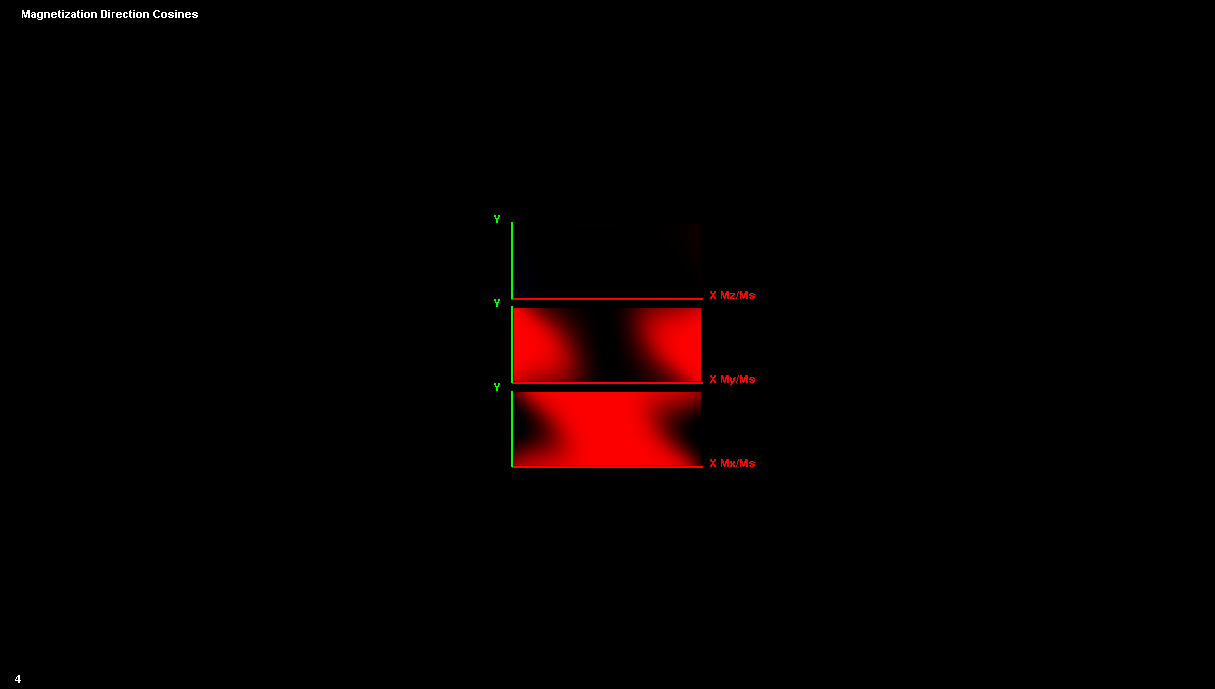 Magnetization Direction Cosines
Y
X Mz/Ms
Y
X My/Ms
Y
X Mx/Ms
4